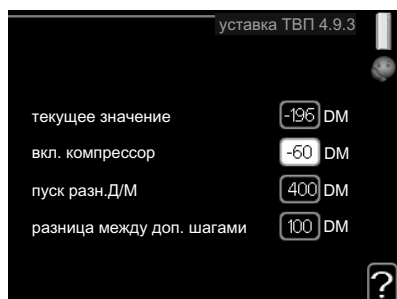 уставка ТВП 4.9.3
текущее значение -196 DM
вкл. компрессор -60 DM
пуск разн.Д/М 400 DM
разница между доп. шагами 100 DM
?